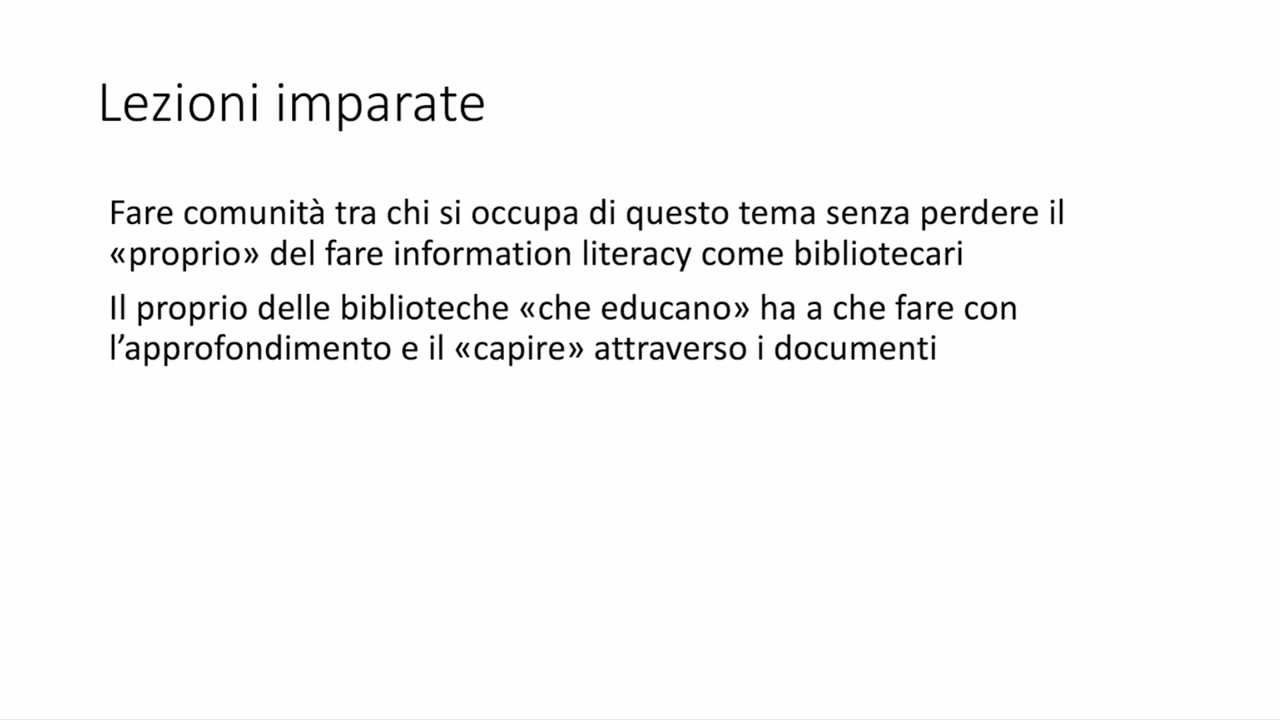 Lezioni imparate
Fare comunità tra chi si occupa di questo tema senza perdere il
«proprio» del fare information literacy come bibliotecari
Il proprio delle biblioteche «che educano» ha a che fare con
l’approfondimento e il «capire» attraverso i documenti